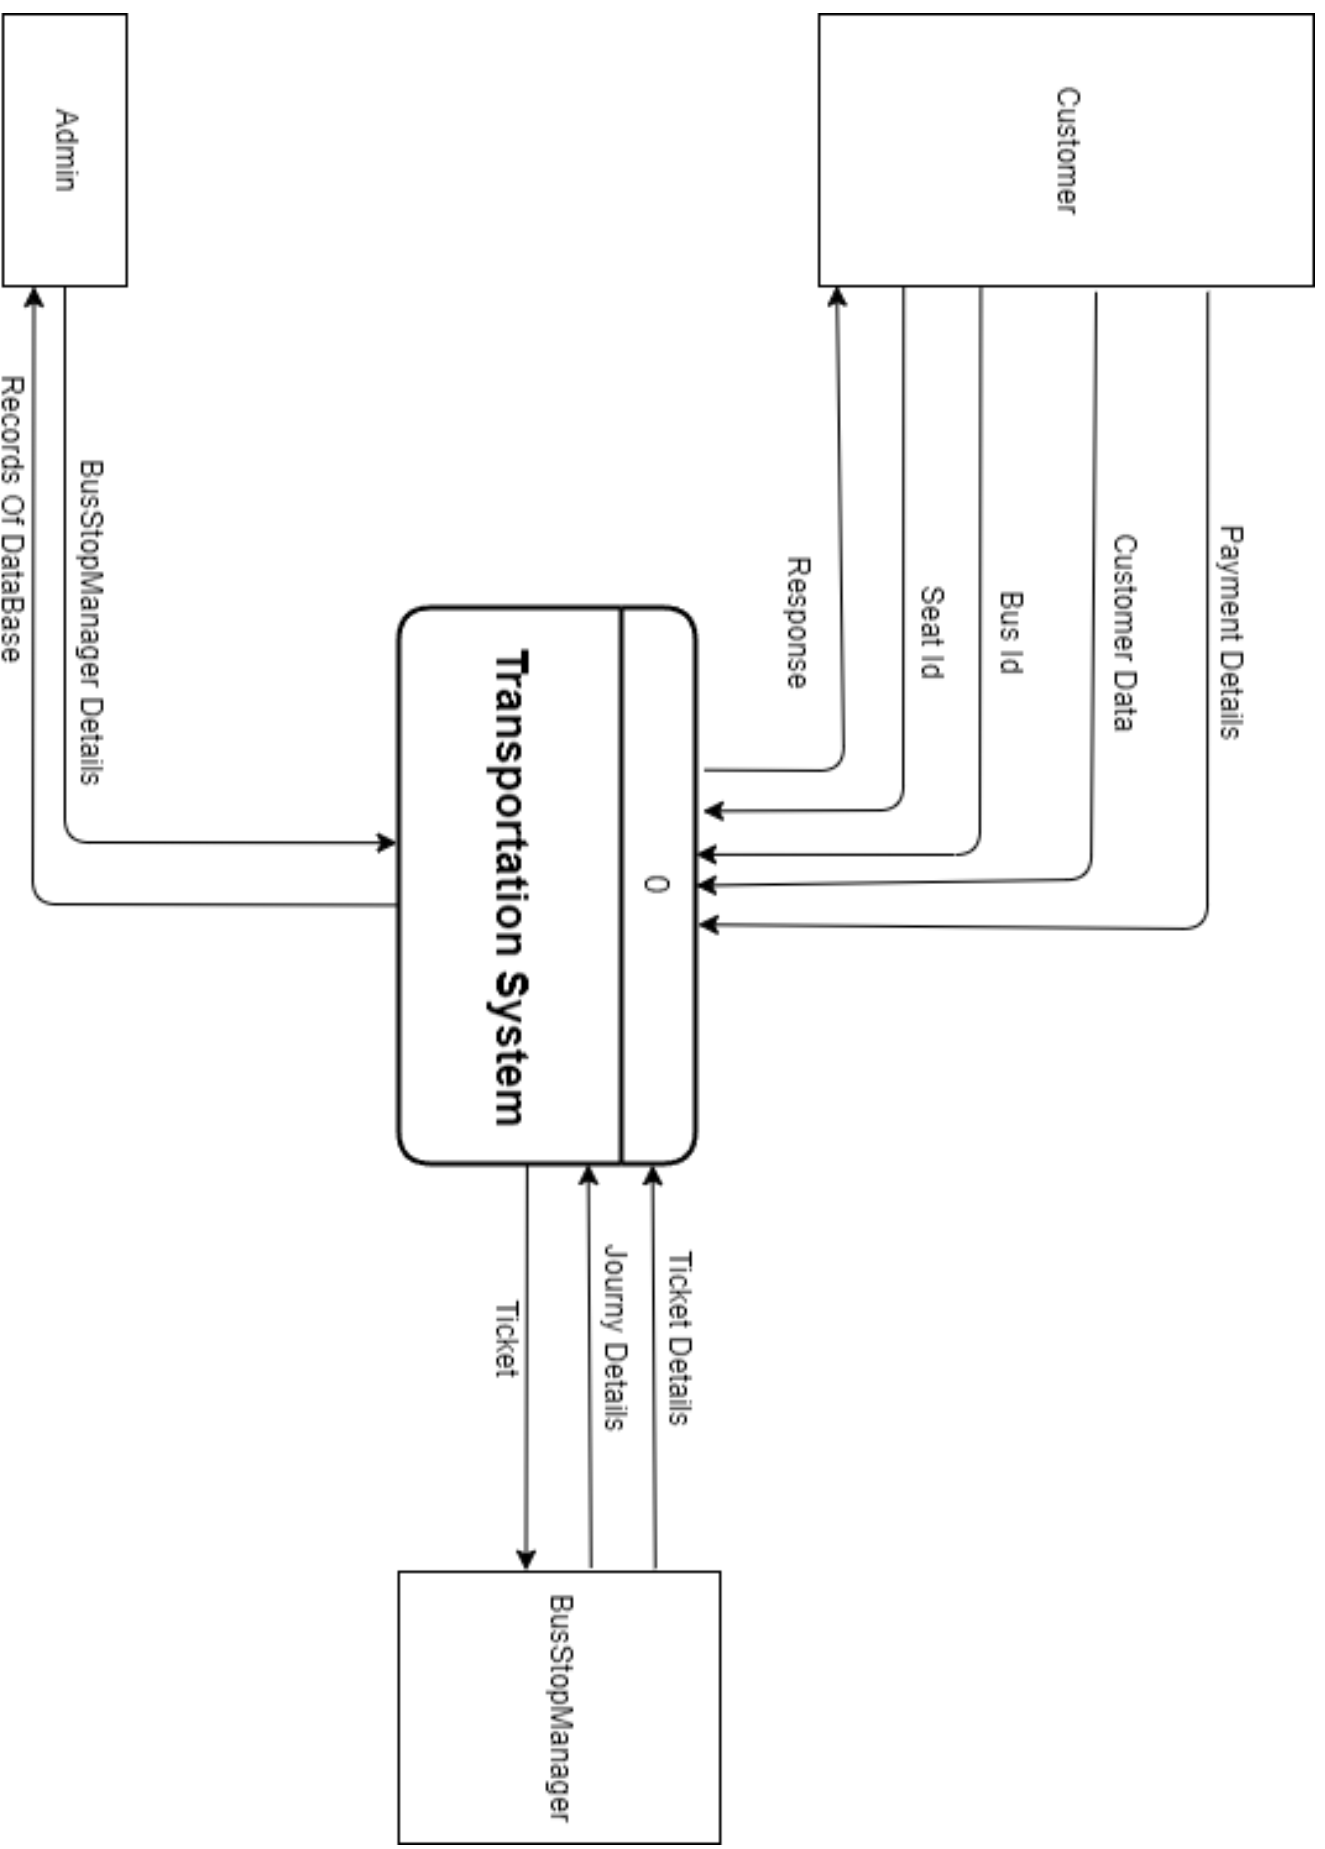 Payment Details
Customer Data
Customer
Bus Id
Seat Id
Response
0
Transportation System
Ticket Details
Journy Details
Ticket
BusStopManager
Admin
BusStopManager Details
Records Of DataBase